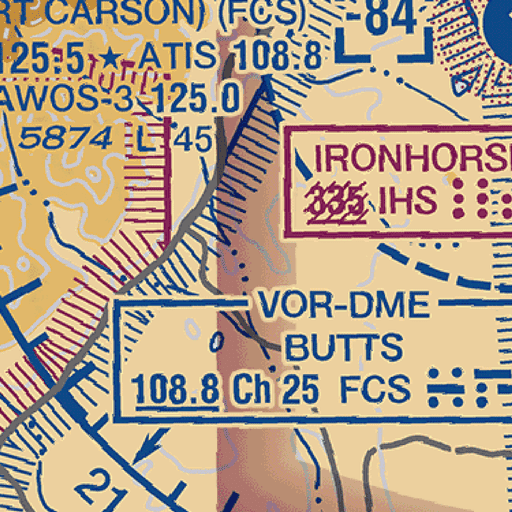 RT CARSON) (FCS)
-84
125.5 ★ ATIS 108.8
AWOS-3 125.0
5874 L 45
IRONHORSE
335 IHS
VOR-DME
BUTTS
108.8 Ch 25 FCS
21